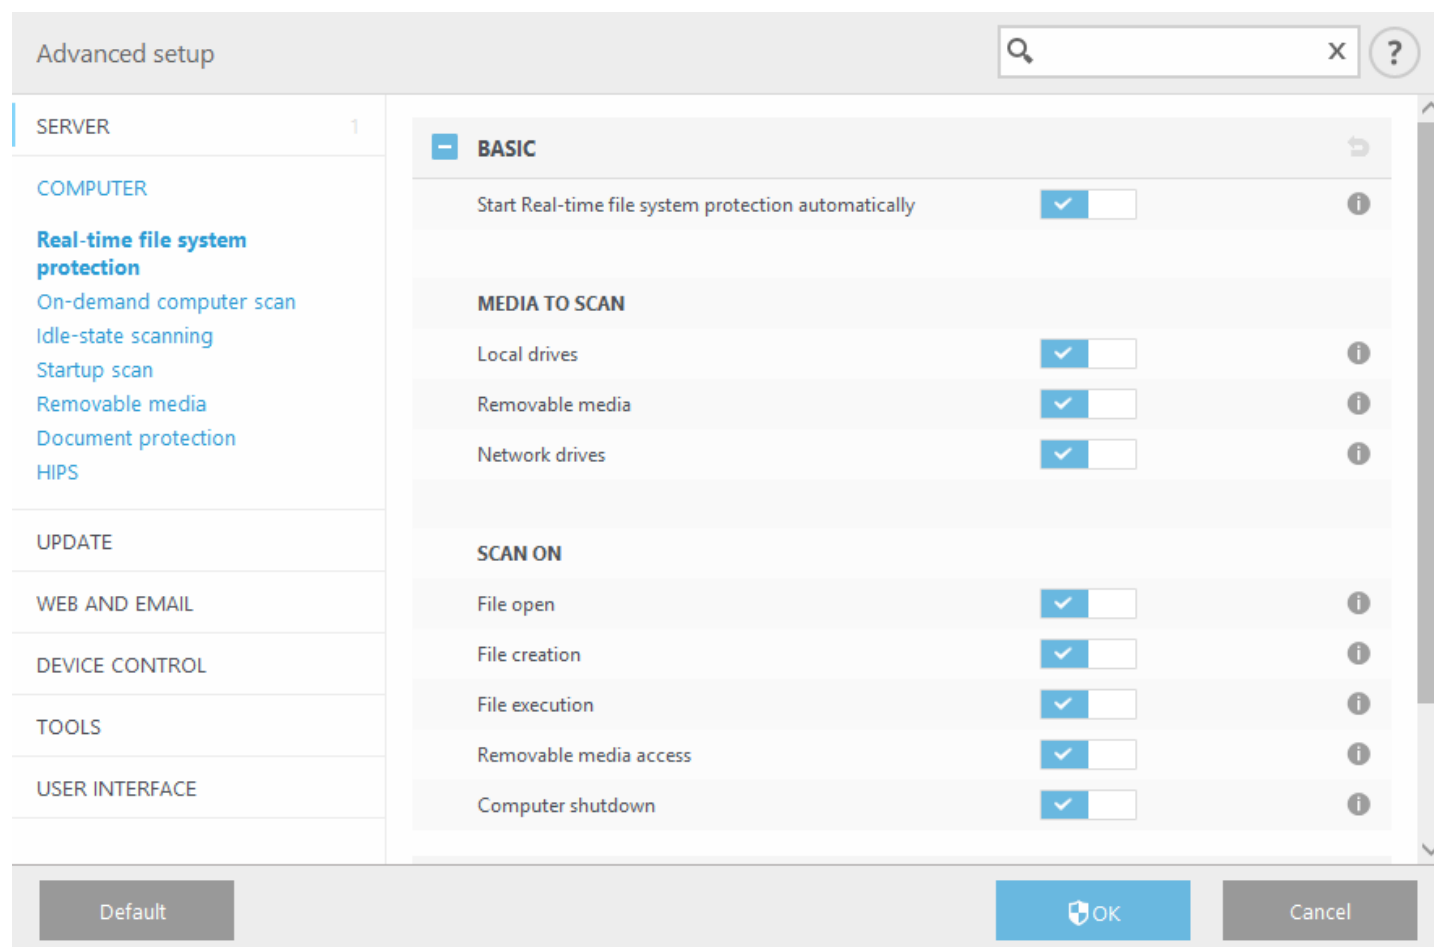 Advanced setup
X
?
SERVER 1
COMPUTER
Real-time file system
protection
On-demand computer scan
Idle-state scanning
Startup scan
Removable media
Document protection
HIPS
UPDATE
WEB AND EMAIL
DEVICE CONTROL
TOOLS
USER INTERFACE
BASIC
Start Real-time file system protection automatically
MEDIA TO SCAN
Local drives
Removable media
Network drives
SCAN ON
File open
File creation
File execution
Removable media access
Computer shutdown
Default
OK
Cancel